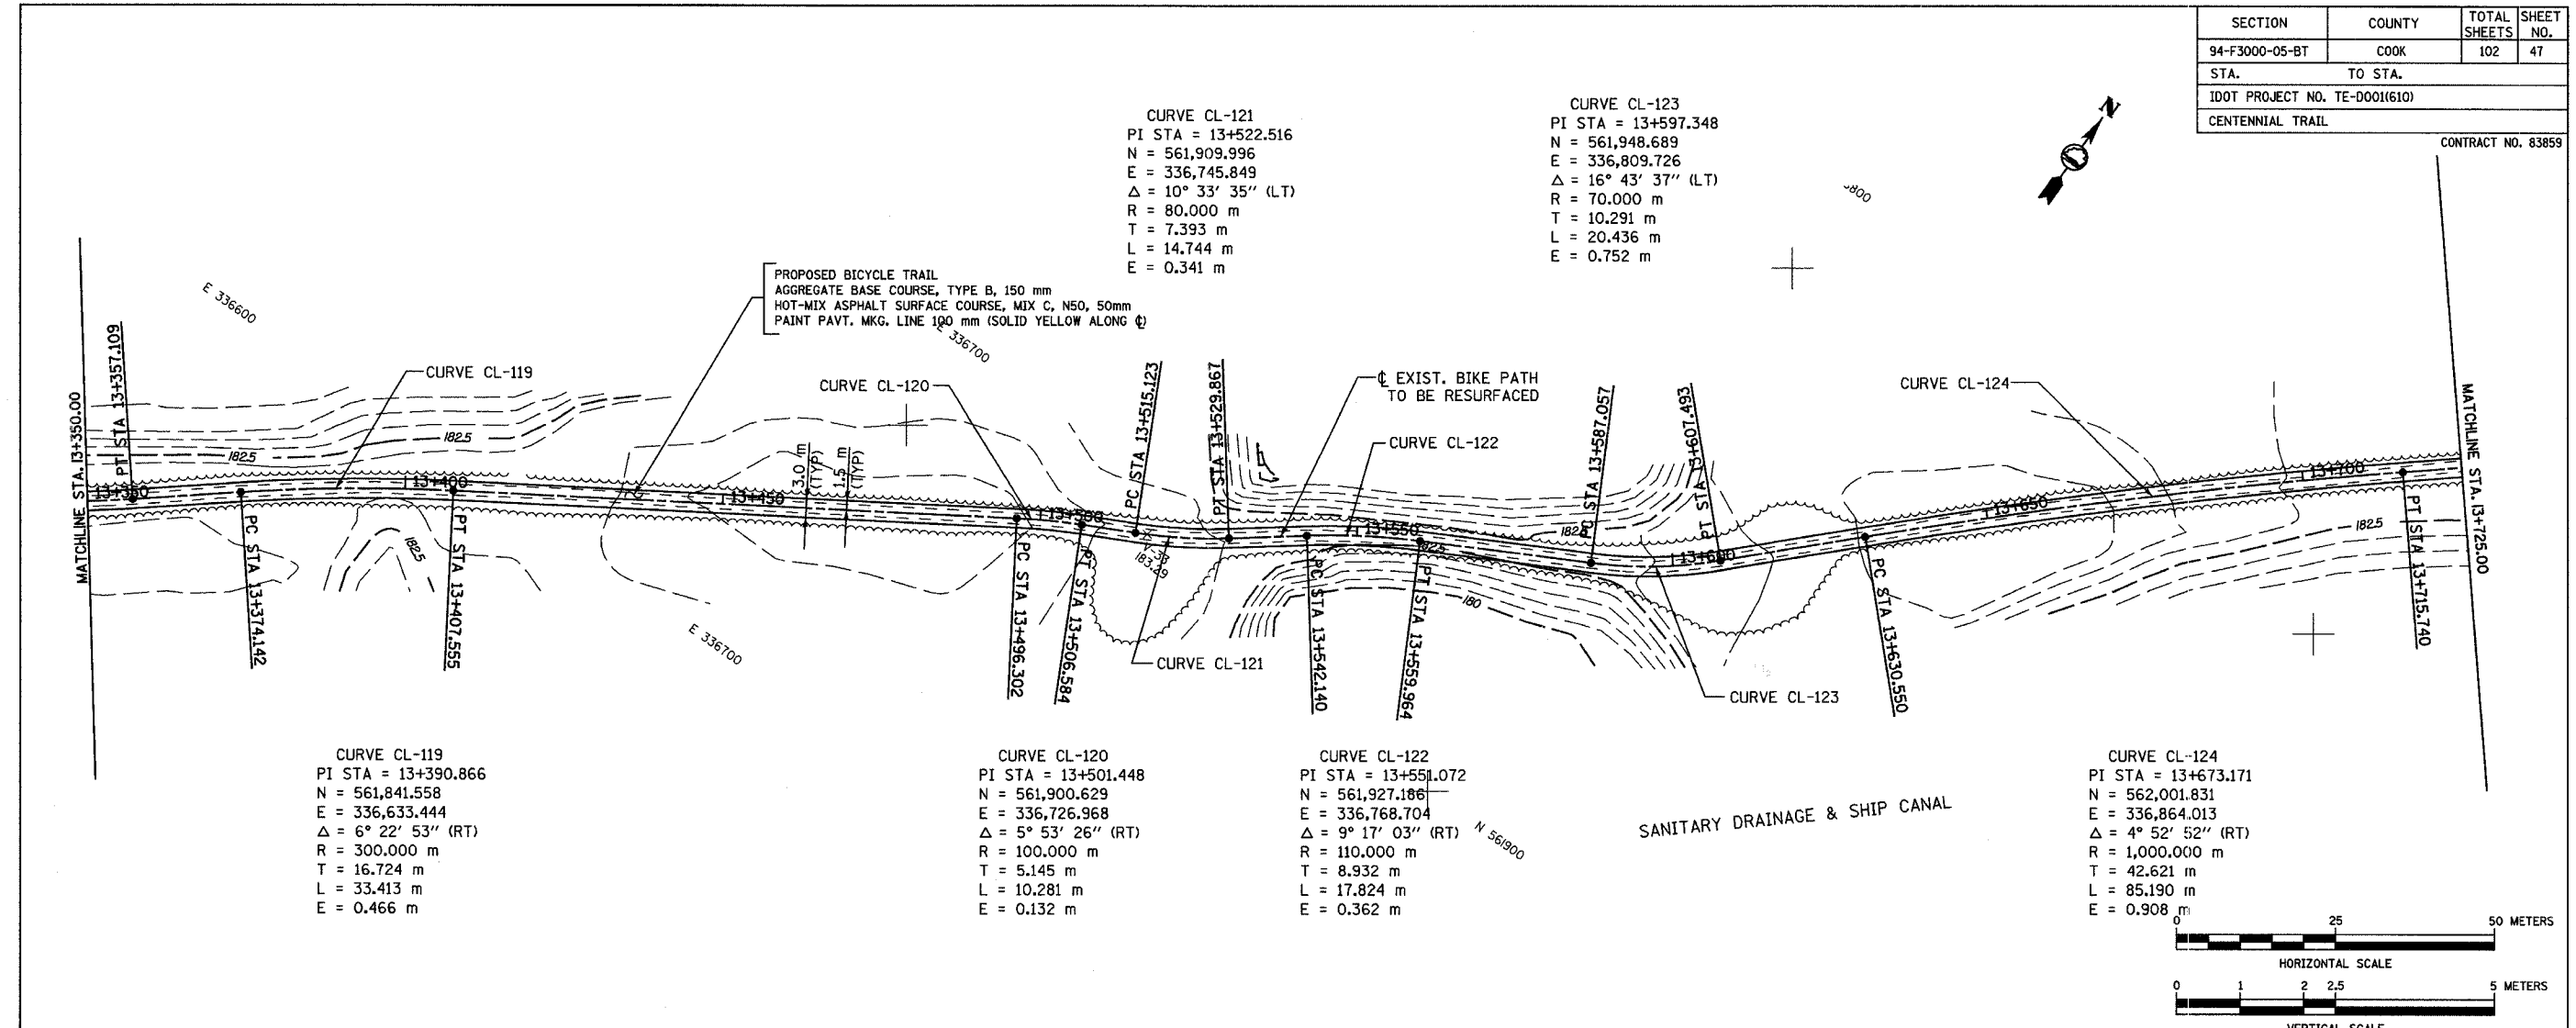 SECTION COUNTY TOTAL SHEETS SHEET NO.
94-F3000-05-BT COOK 102 47
STA. TO STA.
IDOT PROJECT NO. TE-D001(610)
CENTENNIAL TRAIL
CONTRACT NO. 83859
N
CURVE CL-121
PI STA = 13+522.516
N = 561,909.996
E = 336,745.849
Δ = 10° 33' 35" (LT)
R = 80.000 m
T = 7.393 m
L = 14.744 m
E = 0.341 m
CURVE CL-123
PI STA = 13+597.348
N = 561,948.689
E = 336,809.726
Δ = 16° 43' 37" (LT)
R = 70.000 m
T = 10.291 m
L = 20.436 m
E = 0.752 m
PROPOSED BICYCLE TRAIL
AGGREGATE BASE COURSE, TYPE B, 150 mm
HOT-MIX ASPHALT SURFACE COURSE, MIX C, N50, 50mm
PAINT PAVT. MKG. LINE 100 mm (SOLID YELLOW ALONG ℄)
E 336600
E 336700
MATCHLINE STA. 13+350.00
PT STA 13+357.109
CURVE CL-119
CURVE CL-120
PC STA 13+515.123
PT STA 13+529.867
℄ EXIST. BIKE PATH
TO BE RESURFACED
CURVE CL-122
PC STA 13+587.057
PT STA 13+607.493
CURVE CL-124
MATCHLINE STA. 13+725.00
182.5
182.5
13+350
13+400
13+450
3.0 m
(TYP)
1.5 m
(TYP)
13+500
13+550
182.5
182.5
13+600
13+650
13+700
182.5
182.5
183.29
180
PC STA 13+374.142
PT STA 13+407.555
E 336700
PC STA 13+496.302
PT STA 13+506.584
CURVE CL-121
PC STA 13+542.140
PT STA 13+559.964
CURVE CL-123
PC STA 13+630.550
PT STA 13+715.740
CURVE CL-119
PI STA = 13+390.866
N = 561,841.558
E = 336,633.444
Δ = 6° 22' 53" (RT)
R = 300.000 m
T = 16.724 m
L = 33.413 m
E = 0.466 m
CURVE CL-120
PI STA = 13+501.448
N = 561,900.629
E = 336,726.968
Δ = 5° 53' 26" (RT)
R = 100.000 m
T = 5.145 m
L = 10.281 m
E = 0.132 m
CURVE CL-122
PI STA = 13+551.072
N = 561,927.186
E = 336,768.704
Δ = 9° 17' 03" (RT)
R = 110.000 m
T = 8.932 m
L = 17.824 m
E = 0.362 m
N 561900
SANITARY DRAINAGE & SHIP CANAL
CURVE CL-124
PI STA = 13+673.171
N = 562,001.831
E = 336,864.013
Δ = 4° 52' 52" (RT)
R = 1,000.000 m
T = 42.621 m
L = 85.190 m
E = 0.908 m
0 25 50 METERS
HORIZONTAL SCALE
0 1 2 2.5 5 METERS
VERTICAL SCALE